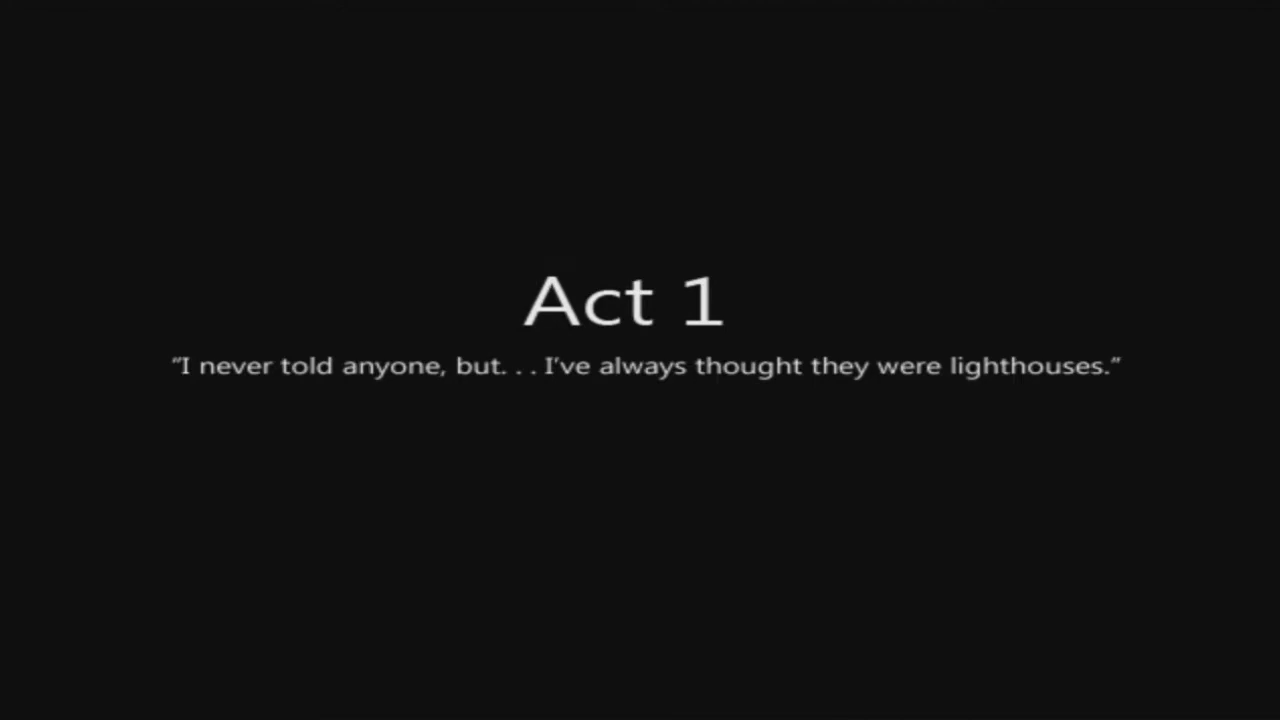 Act 1
“I never told anyone, but. . . I’ve always thought they were lighthouses.”